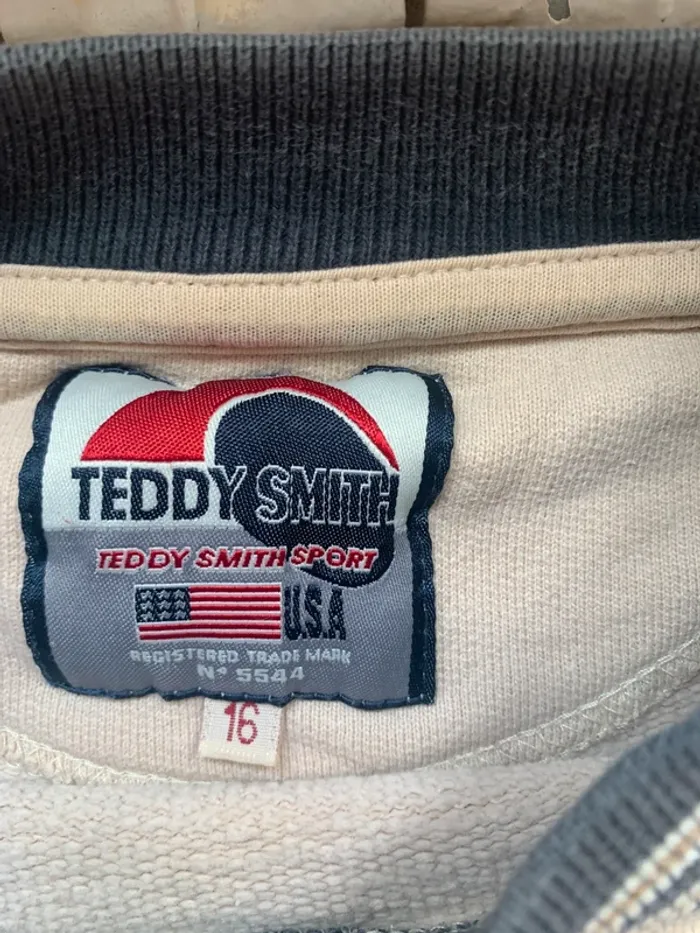 TEDDY SMITH
TEDDY SMITH SPORT
U.S.A
REGISTERED TRADE MARK
N° 5544
16